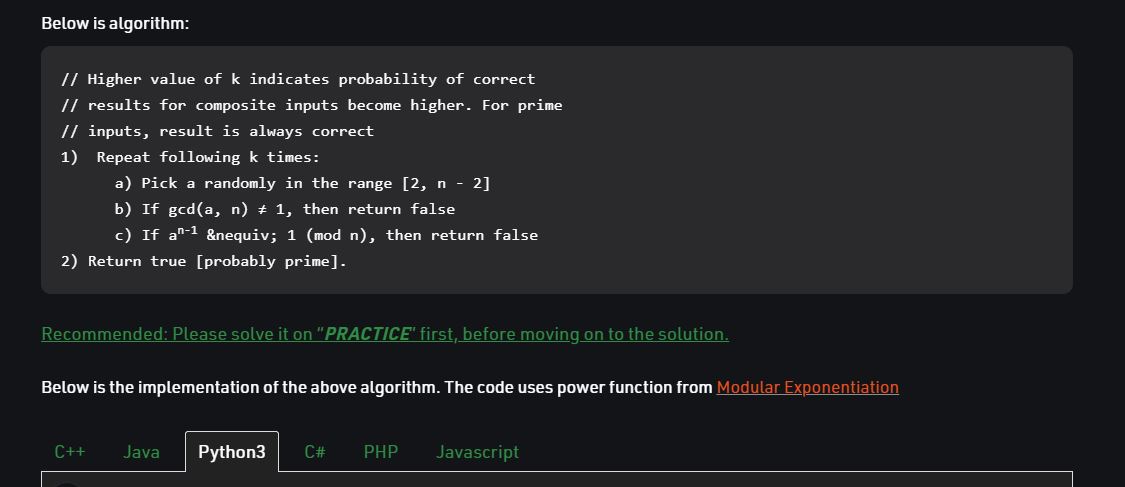 Below is algorithm:
// Higher value of k indicates probability of correct
// results for composite inputs become higher. For prime
// inputs, result is always correct
1)  Repeat following k times:
      a) Pick a randomly in the range [2, n - 2]
      b) If gcd(a, n) ≠ 1, then return false
      c) If aⁿ⁻¹ &nequiv; 1 (mod n), then return false
2) Return true [probably prime].
Recommended: Please solve it on “PRACTICE” first, before moving on to the solution.
Below is the implementation of the above algorithm. The code uses power function from Modular Exponentiation
C++ Java Python3 C# PHP Javascript